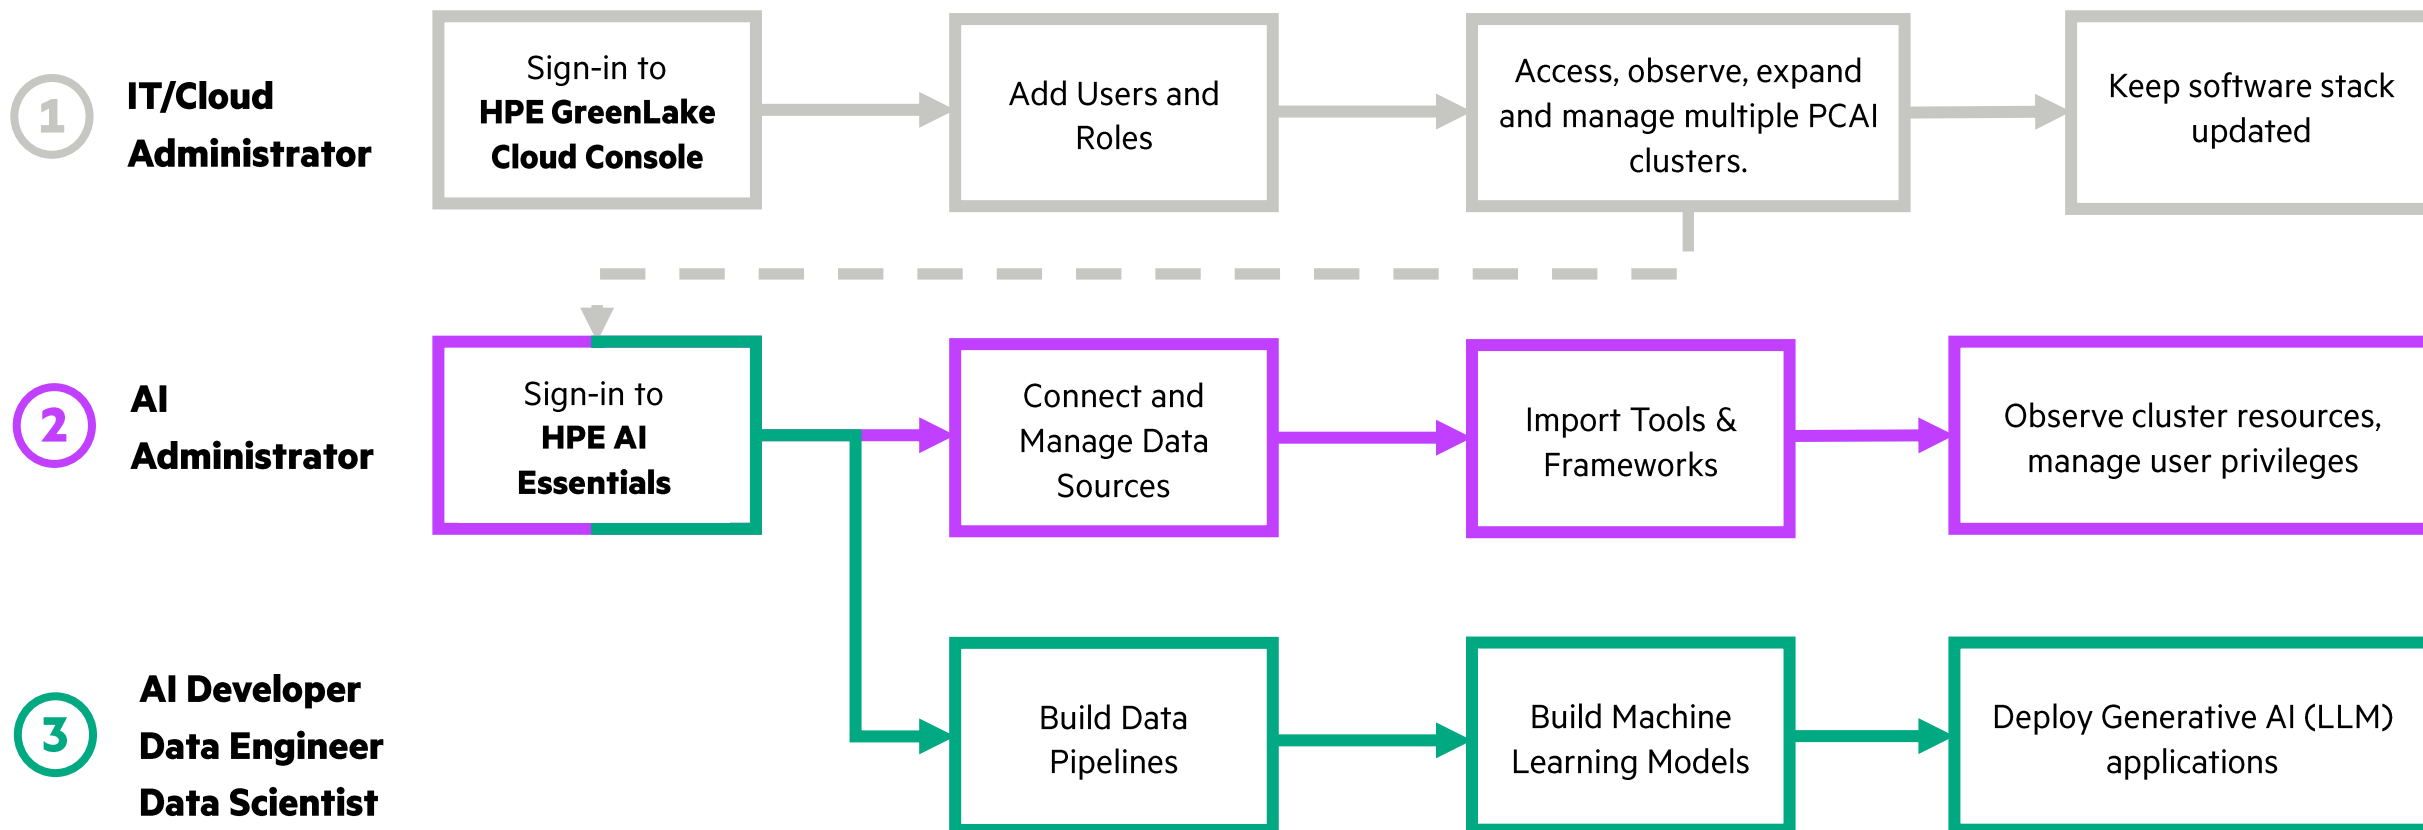 1
IT/Cloud
Administrator
Sign-in to
HPE GreenLake
Cloud Console
Add Users and
Roles
Access, observe, expand
and manage multiple PCAI
clusters.
Keep software stack
updated
2
AI
Administrator
Sign-in to
HPE AI
Essentials
Connect and
Manage Data
Sources
Import Tools &
Frameworks
Observe cluster resources,
manage user privileges
3
AI Developer
Data Engineer
Data Scientist
Build Data
Pipelines
Build Machine
Learning Models
Deploy Generative AI (LLM)
applications